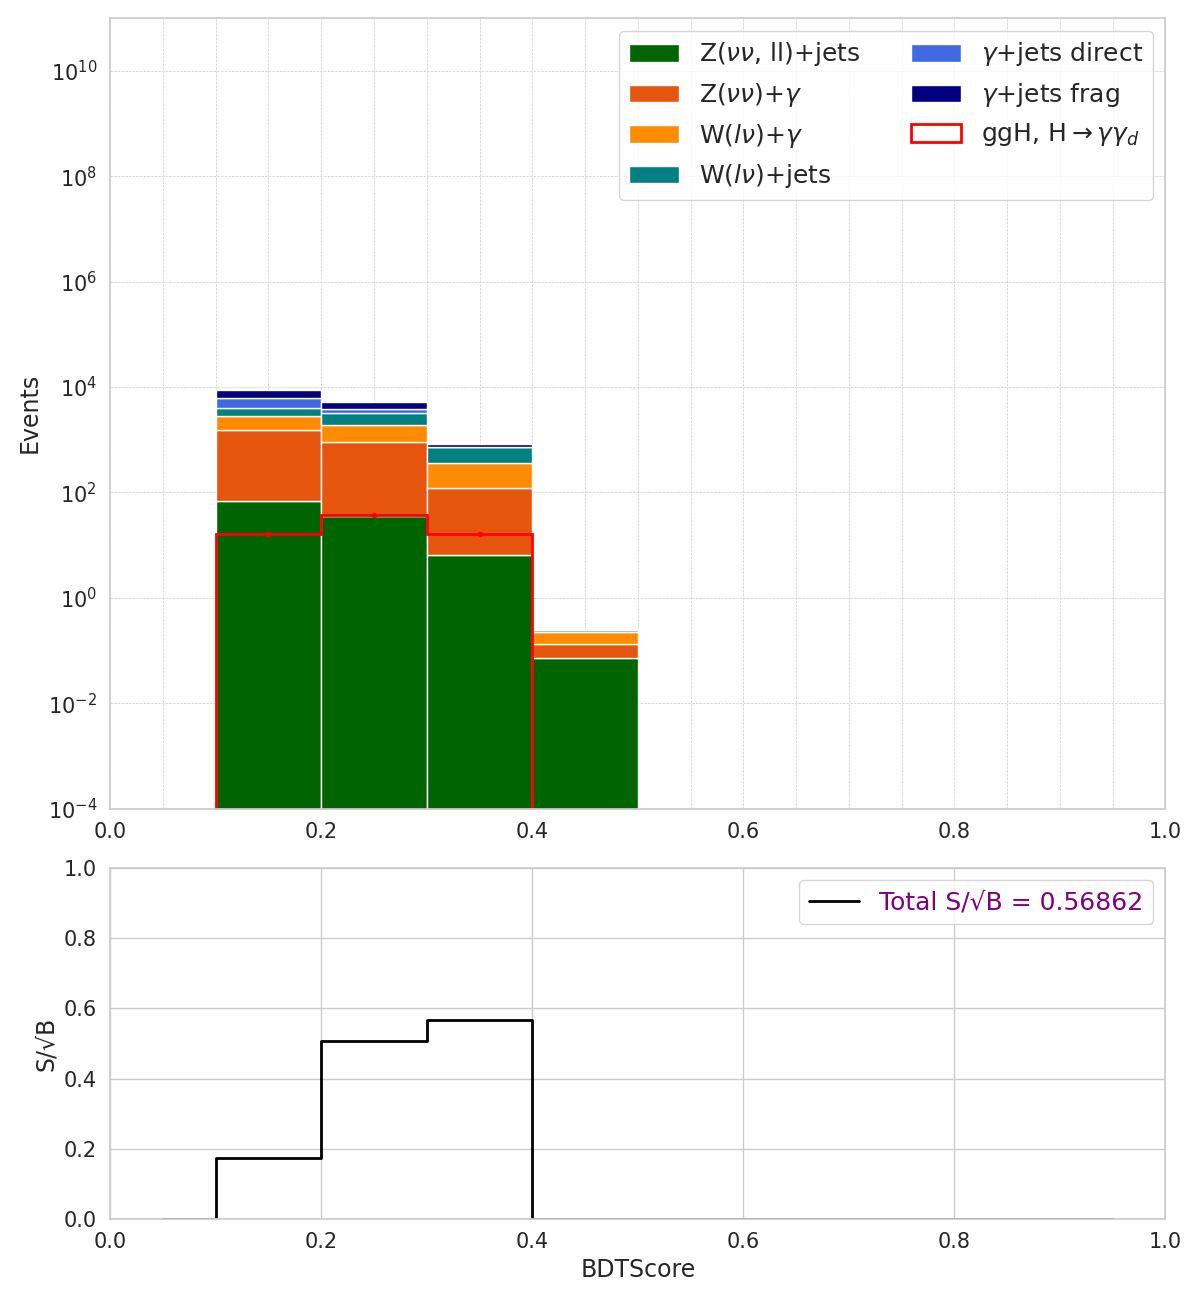 Z(νν, ll)+jets
Z(νν)+γ
W(lν)+γ
W(lν)+jets
γ+jets direct
γ+jets frag
ggH, H→γγ_d
10^10
10^8
10^6
10^4
10^2
10^0
10^−2
10^−4
Events
0.0 0.2 0.4 0.6 0.8 1.0
Total S/√B = 0.56862
1.0
0.8
0.6
0.4
0.2
0.0
S/√B
0.0 0.2 0.4 0.6 0.8 1.0
BDTScore